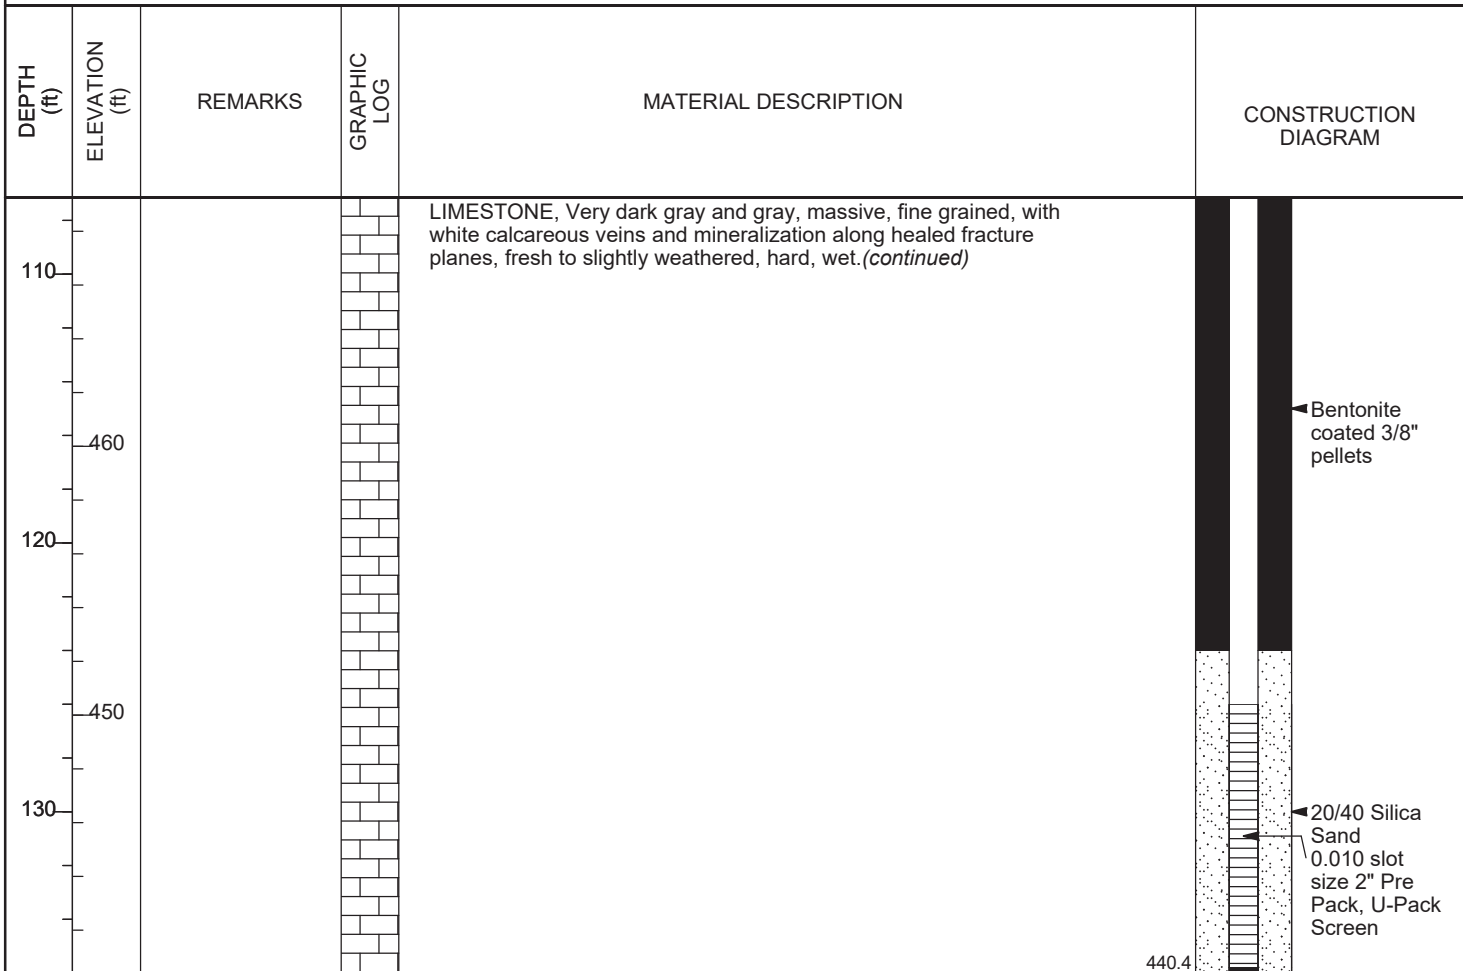 DEPTH
(ft)
ELEVATION
(ft)
REMARKS
GRAPHIC
LOG
MATERIAL DESCRIPTION
CONSTRUCTION
DIAGRAM
LIMESTONE, Very dark gray and gray, massive, fine grained, with
white calcareous veins and mineralization along healed fracture
planes, fresh to slightly weathered, hard, wet.(continued)
110
Bentonite
coated 3/8"
pellets
460
120
450
130
20/40 Silica
Sand
0.010 slot
size 2" Pre
Pack, U-Pack
Screen
440.4